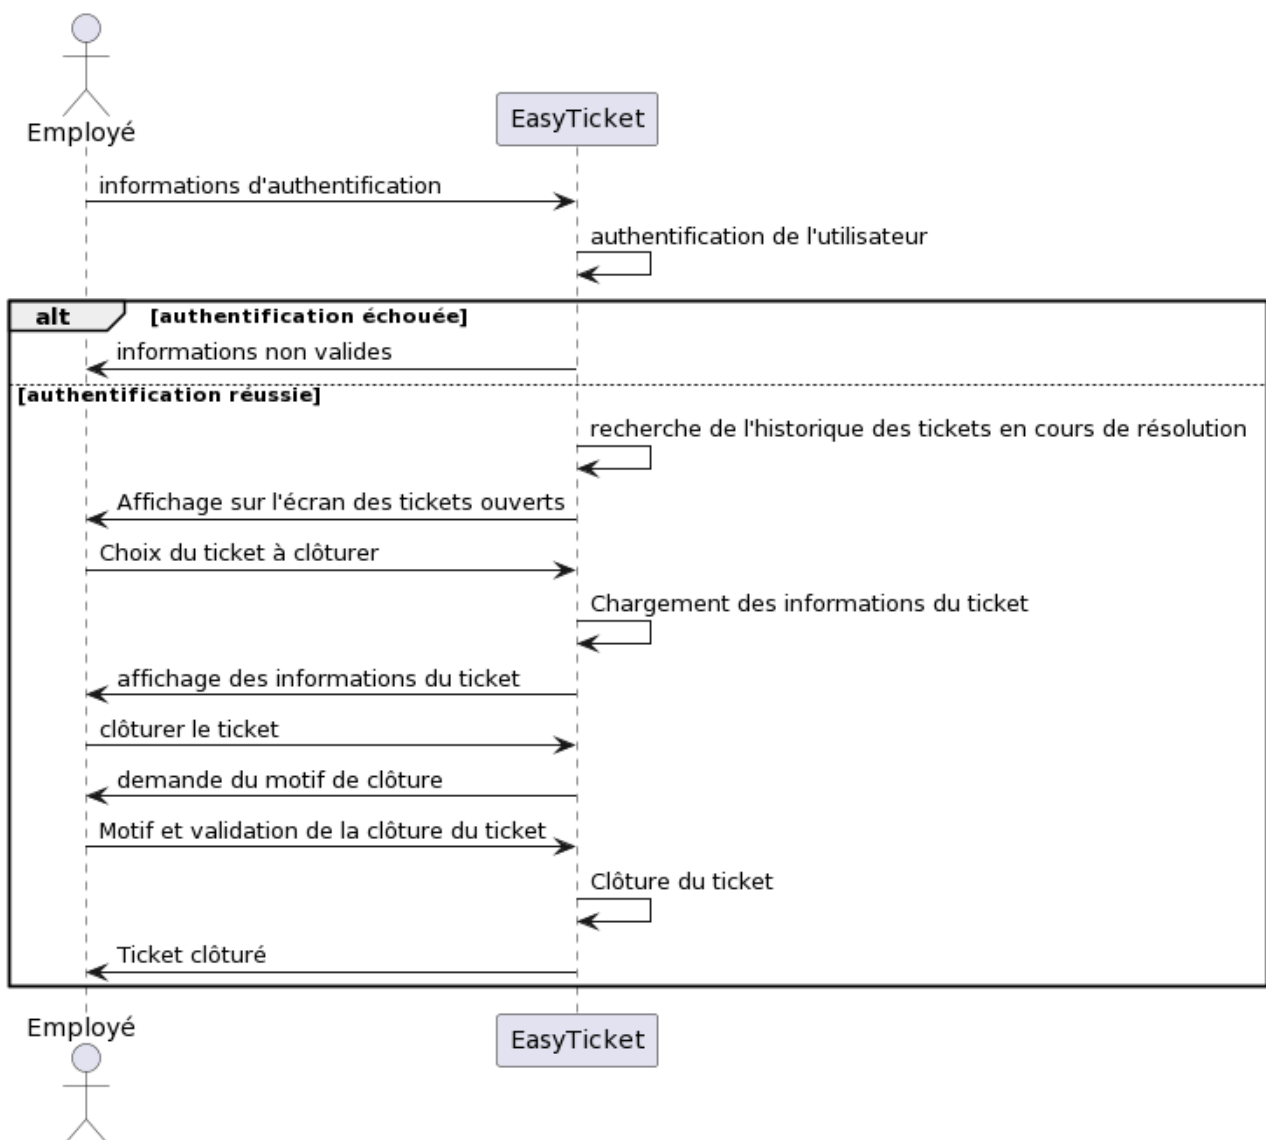 Employé
EasyTicket
informations d'authentification
authentification de l'utilisateur
alt [authentification échouée]
informations non valides
[authentification réussie]
recherche de l'historique des tickets en cours de résolution
Affichage sur l'écran des tickets ouverts
Choix du ticket à clôturer
Chargement des informations du ticket
affichage des informations du ticket
clôturer le ticket
demande du motif de clôture
Motif et validation de la clôture du ticket
Clôture du ticket
Ticket clôturé
Employé
EasyTicket